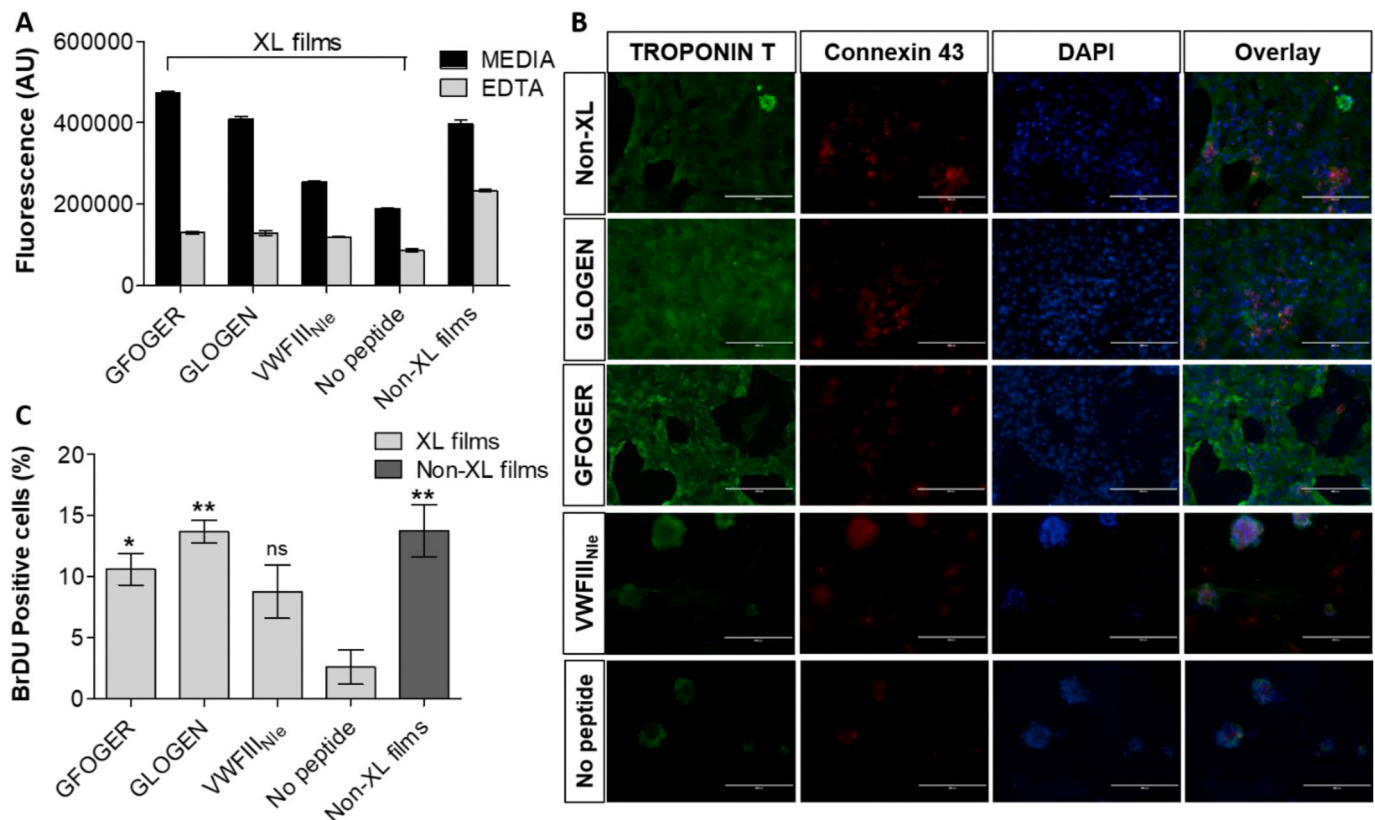 A
Fluorescence (AU)
600000
400000
200000
0
XL films
MEDIA
EDTA
GFOGER
GLOGEN
VWFIIINle
No peptide
Non-XL films
B
TROPONIN T
Connexin 43
DAPI
Overlay
Non-XL
GLOGEN
GFOGER
VWFIIINle
No peptide
C
BrDU Positive cells (%)
20
15
10
5
0
XL films
Non-XL films
*
**
ns
**
GFOGER
GLOGEN
VWFIIINle
No peptide
Non-XL films